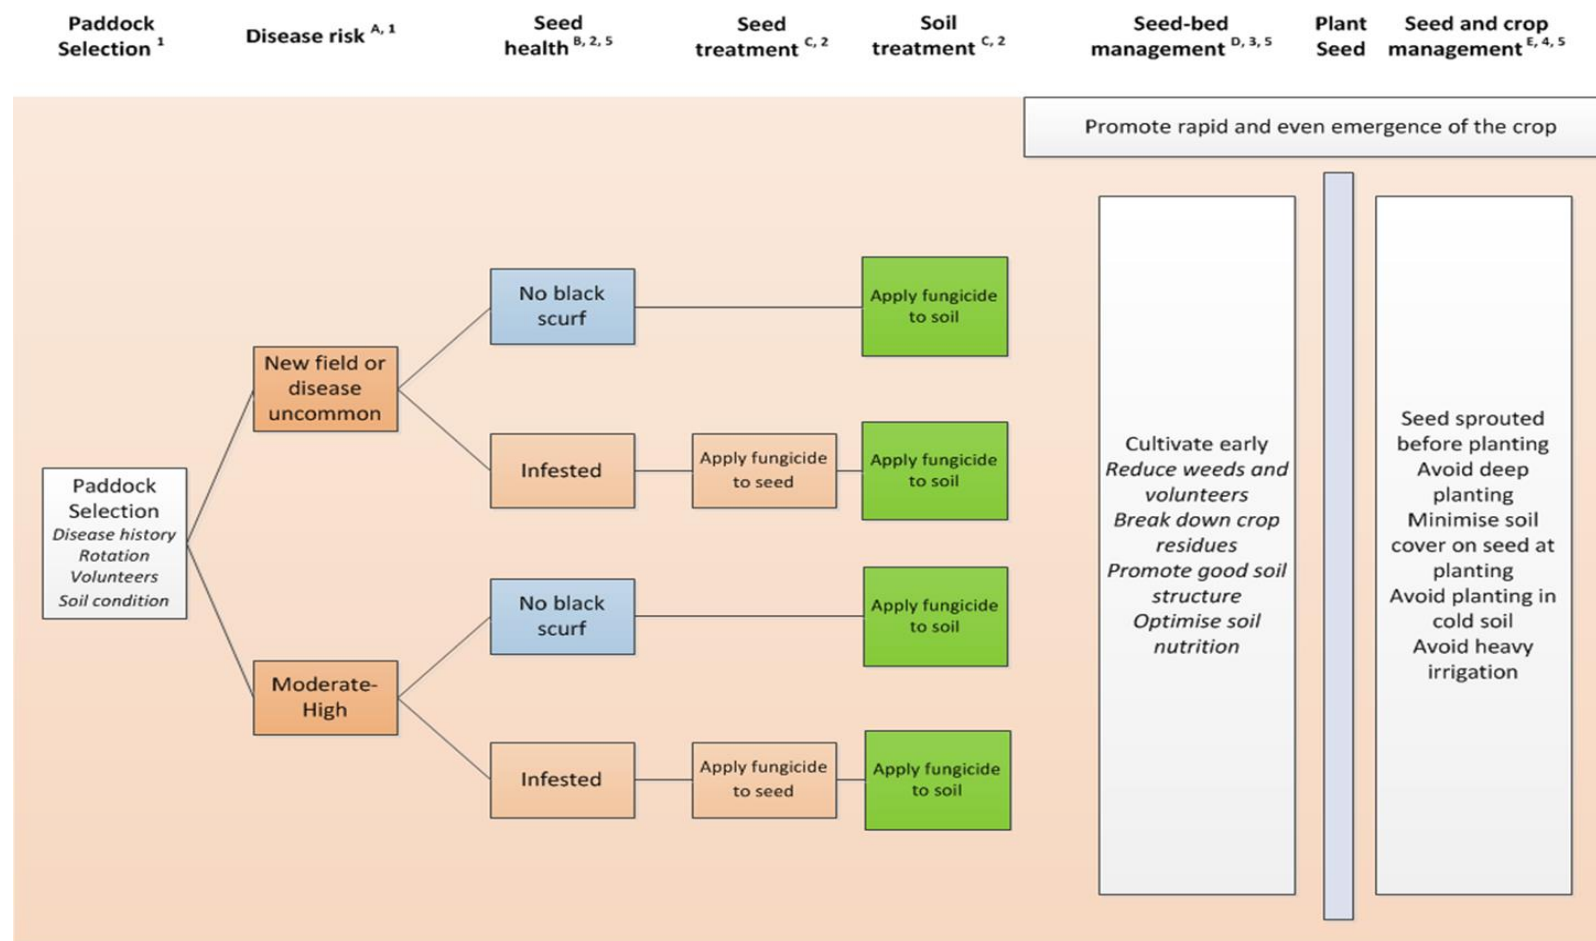 Paddock
Selection 1
Disease risk A, 1
Seed
health B, 2, 5
Seed
treatment C, 2
Soil
treatment C, 2
Seed-bed
management D, 3, 5
Plant
Seed
Seed and crop
management E, 4, 5
Promote rapid and even emergence of the crop
Paddock
Selection
Disease history
Rotation
Volunteers
Soil condition
New field or
disease
uncommon
Moderate-
High
No black
scurf
Apply fungicide
to soil
Infested
Apply fungicide
to seed
Apply fungicide
to soil
No black
scurf
Apply fungicide
to soil
Infested
Apply fungicide
to seed
Apply fungicide
to soil
Cultivate early
Reduce weeds and
volunteers
Break down crop
residues
Promote good soil
structure
Optimise soil
nutrition
Seed sprouted
before planting
Avoid deep
planting
Minimise soil
cover on seed at
planting
Avoid planting in
cold soil
Avoid heavy
irrigation